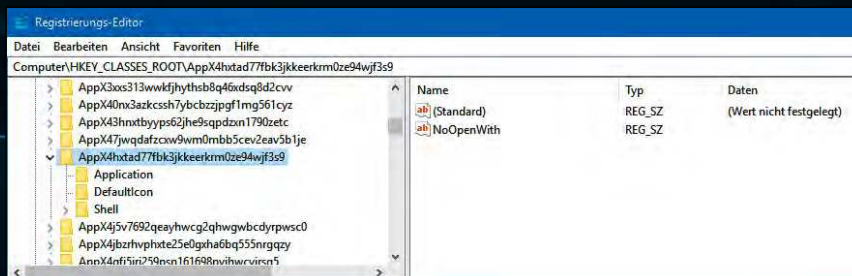 Registrierungs-Editor
Datei Bearbeiten Ansicht Favoriten Hilfe
Computer\HKEY_CLASSES_ROOT\AppX4hxtad77fbk3jkkeerkrm0ze94wjf3s9
AppX3xxs313wwkfjhythsb8q46xdsq8d2cvv
AppX40nx3azkcssh7ybcbzzjpgf1mg561cyz
AppX43hnxtbyyps62jhe9sqpdzxn1790zetc
AppX47jwqdafzcxw9wm0mbb5cev2eav5b1je
AppX4hxtad77fbk3jkkeerkrm0ze94wjf3s9
Application
DefaultIcon
Shell
AppX4j5v7692qeayhwcg2qhwgwbcdyrpwsc0
AppX4jbzrhvphxte25e0gxha6bq555nrgqzy
Name Typ Daten
(Standard) REG_SZ (Wert nicht festgelegt)
NoOpenWith REG_SZ